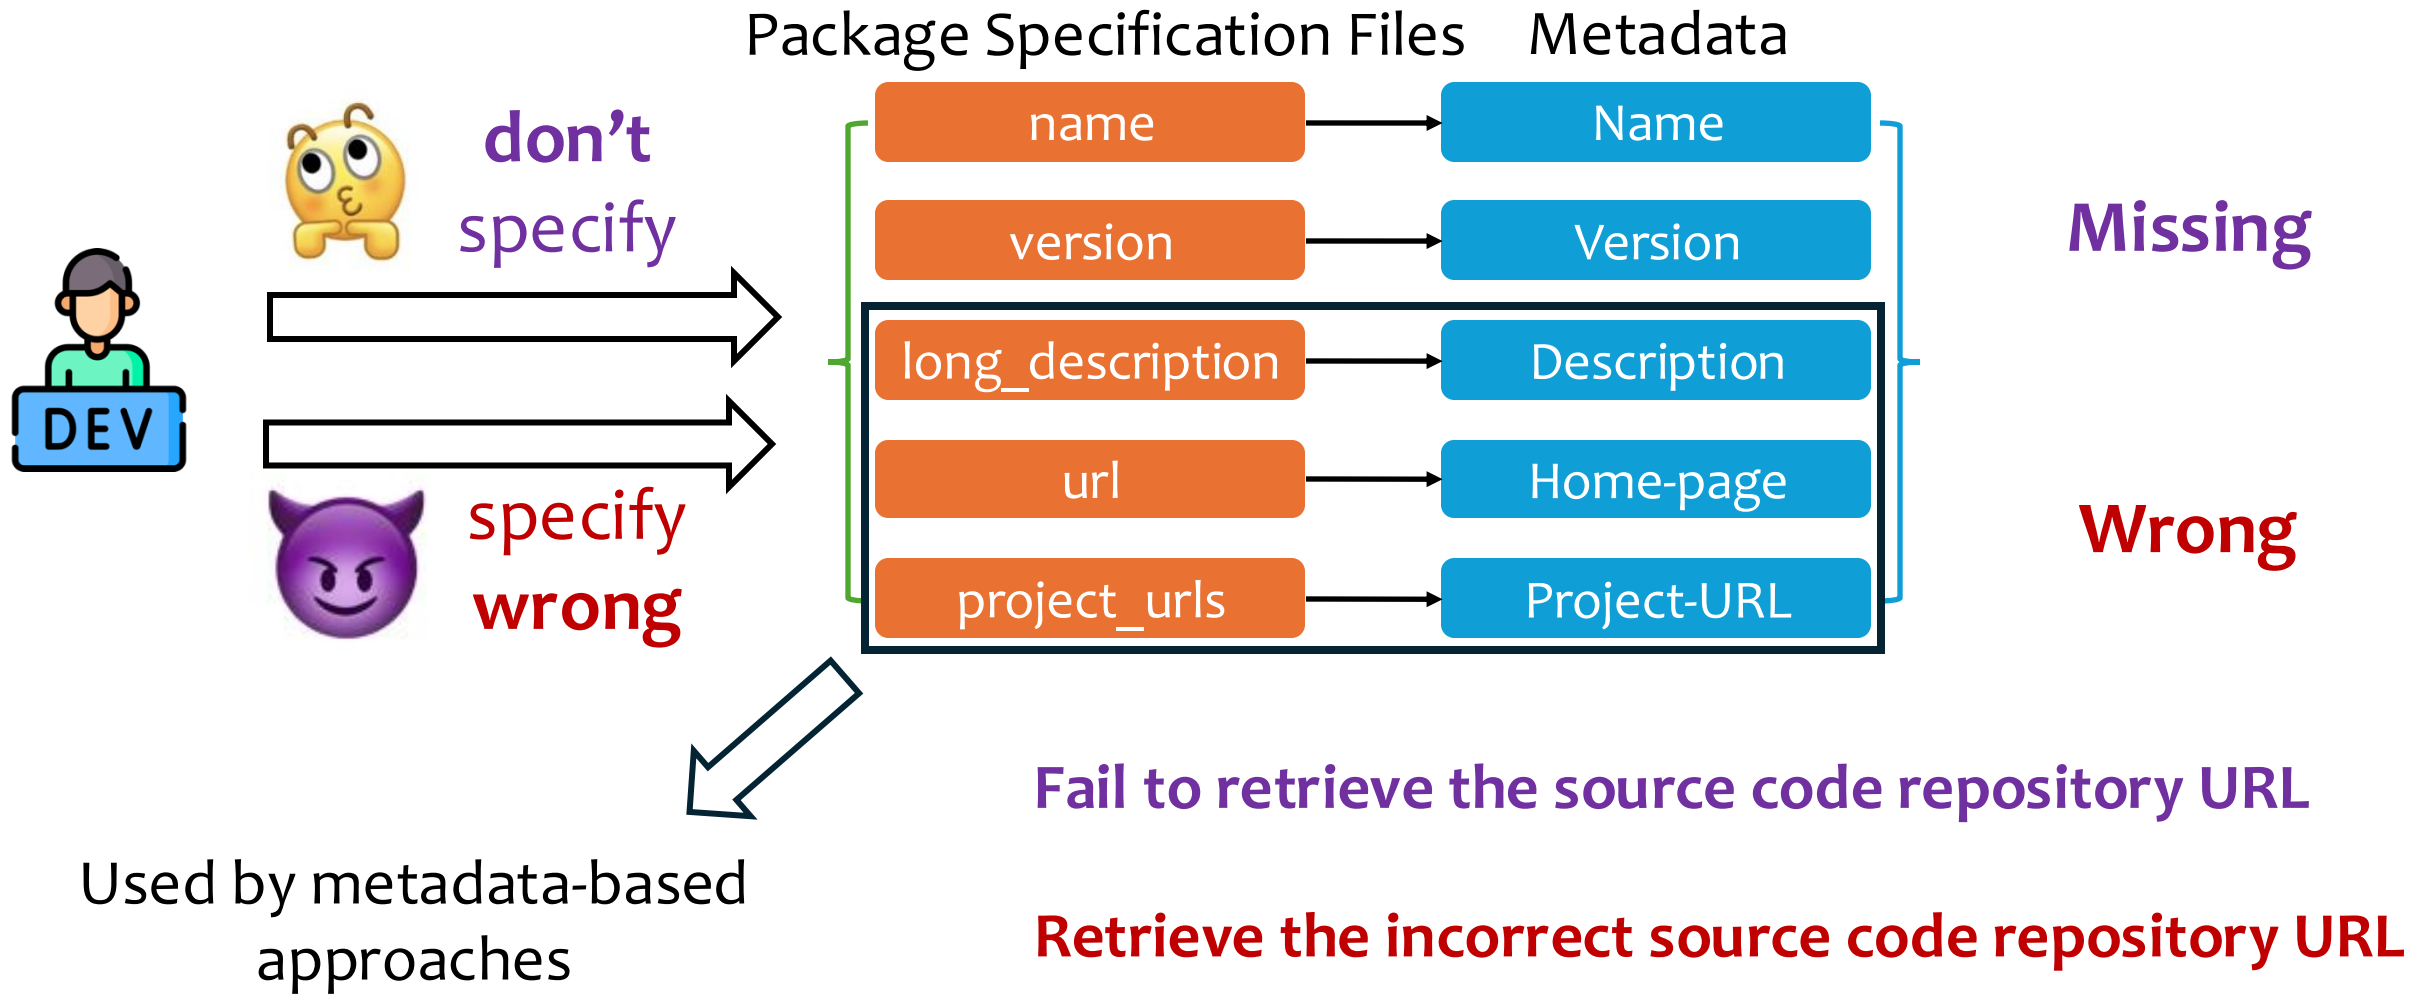 Package Specification Files
Metadata
don't
specify
DEV
specify
wrong
name
Name
version
Version
long_description
Description
url
Home-page
project_urls
Project-URL
Missing
Wrong
Used by metadata-based
approaches
Fail to retrieve the source code repository URL
Retrieve the incorrect source code repository URL